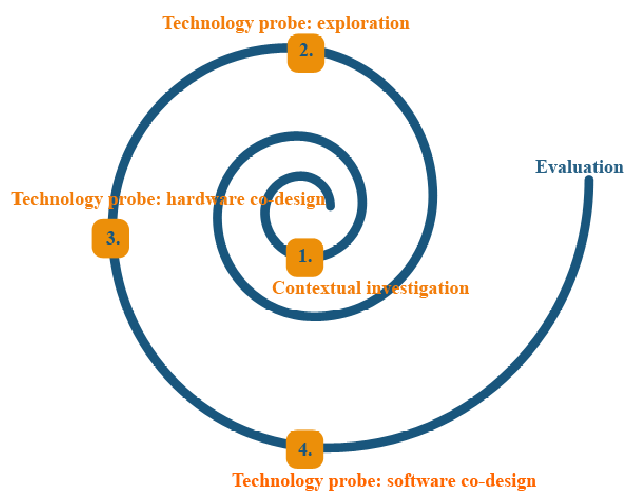 Technology probe: exploration
2.
Evaluation
Technology probe: hardware co-design
3.
1.
Contextual investigation
4.
Technology probe: software co-design